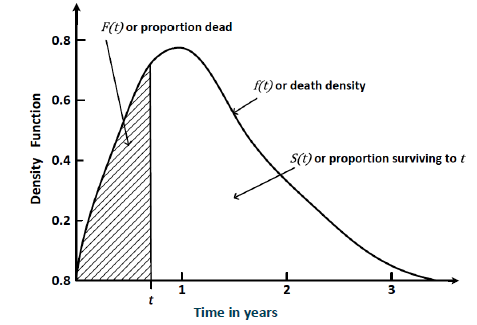 F(t) or proportion dead
0.8
f(t) or death density
0.6
S(t) or proportion surviving to t
0.4
0.2
0.8
Density Function
t
1
2
3
Time in years